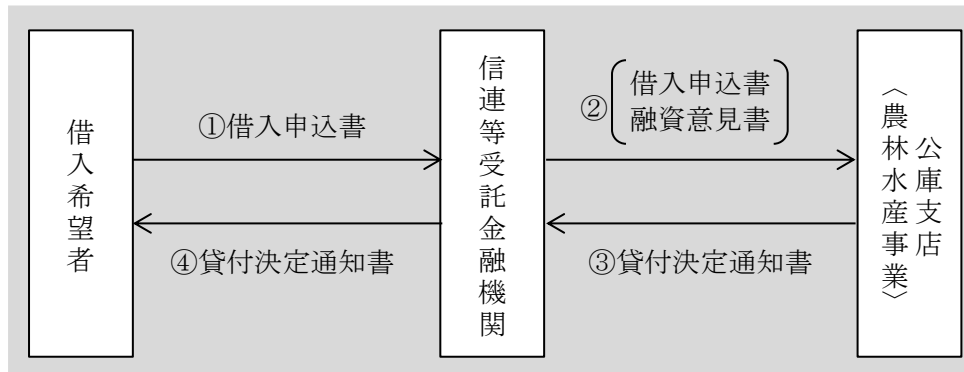 借入希望者
①借入申込書
④貸付決定通知書
信連等受託金融機関
②
借入申込書
融資意見書
③貸付決定通知書
公庫支店
〈農林水産事業〉